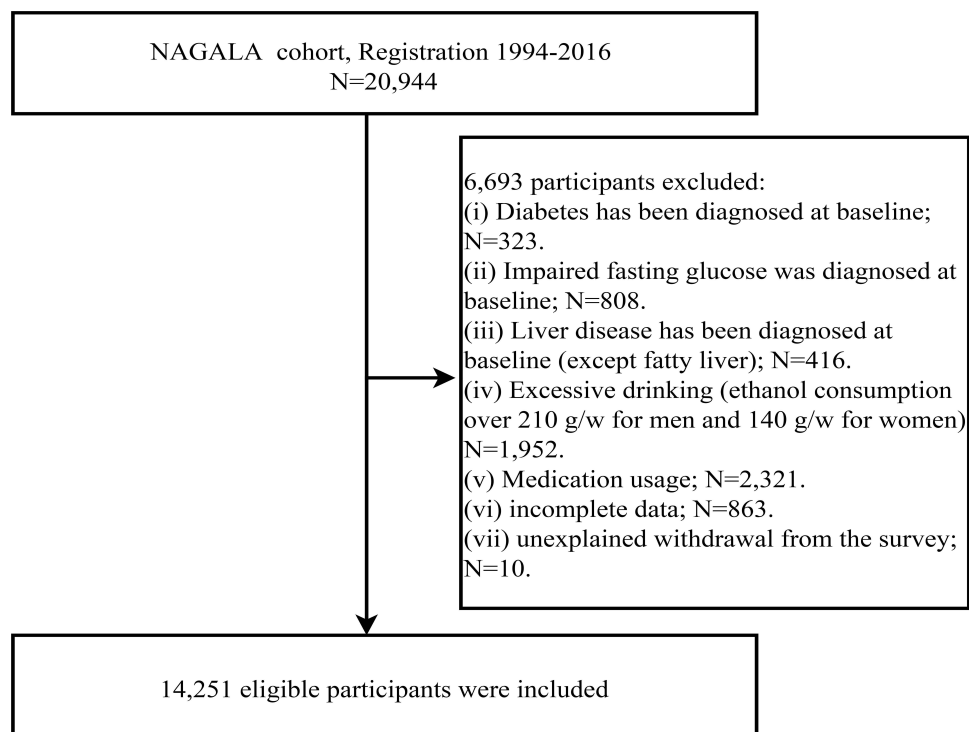 NAGALA cohort, Registration 1994-2016
N=20,944
6,693 participants excluded:
(i) Diabetes has been diagnosed at baseline;
N=323.
(ii) Impaired fasting glucose was diagnosed at
baseline; N=808.
(iii) Liver disease has been diagnosed at
baseline (except fatty liver); N=416.
(iv) Excessive drinking (ethanol consumption
over 210 g/w for men and 140 g/w for women)
N=1,952.
(v) Medication usage; N=2,321.
(vi) incomplete data; N=863.
(vii) unexplained withdrawal from the survey;
N=10.
14,251 eligible participants were included